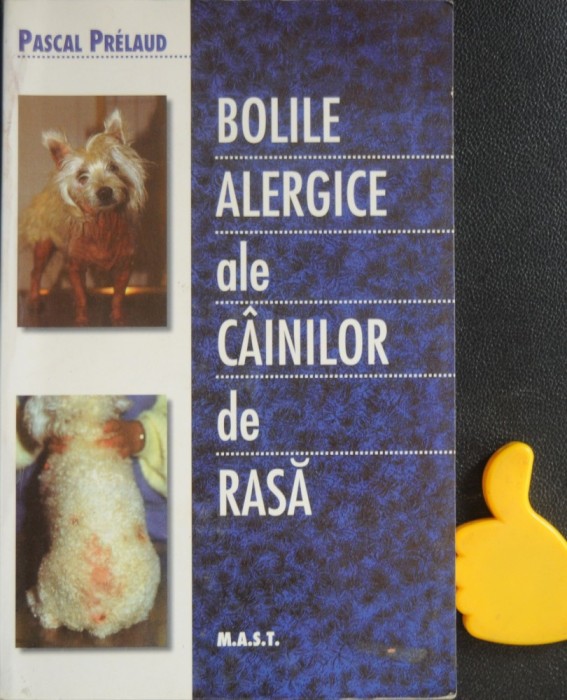 PASCAL PRÉLAUD
BOLILE
ALERGICE
ale
CÂINILOR
de
RASĂ
M.A.S.T.